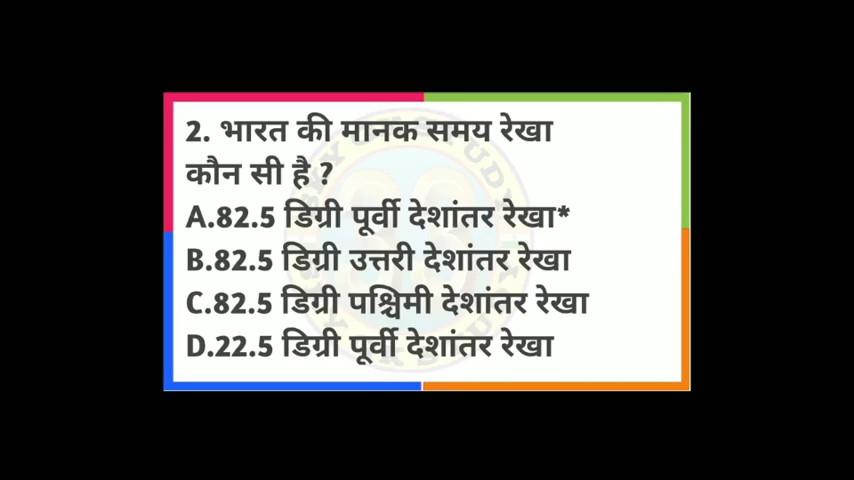 2. भारत की मानक समय रेखा
कौन सी है ?
A.82.5 डिग्री पूर्वी देशांतर रेखा*
B.82.5 डिग्री उत्तरी देशांतर रेखा
C.82.5 डिग्री पश्चिमी देशांतर रेखा
D.22.5 डिग्री पूर्वी देशांतर रेखा